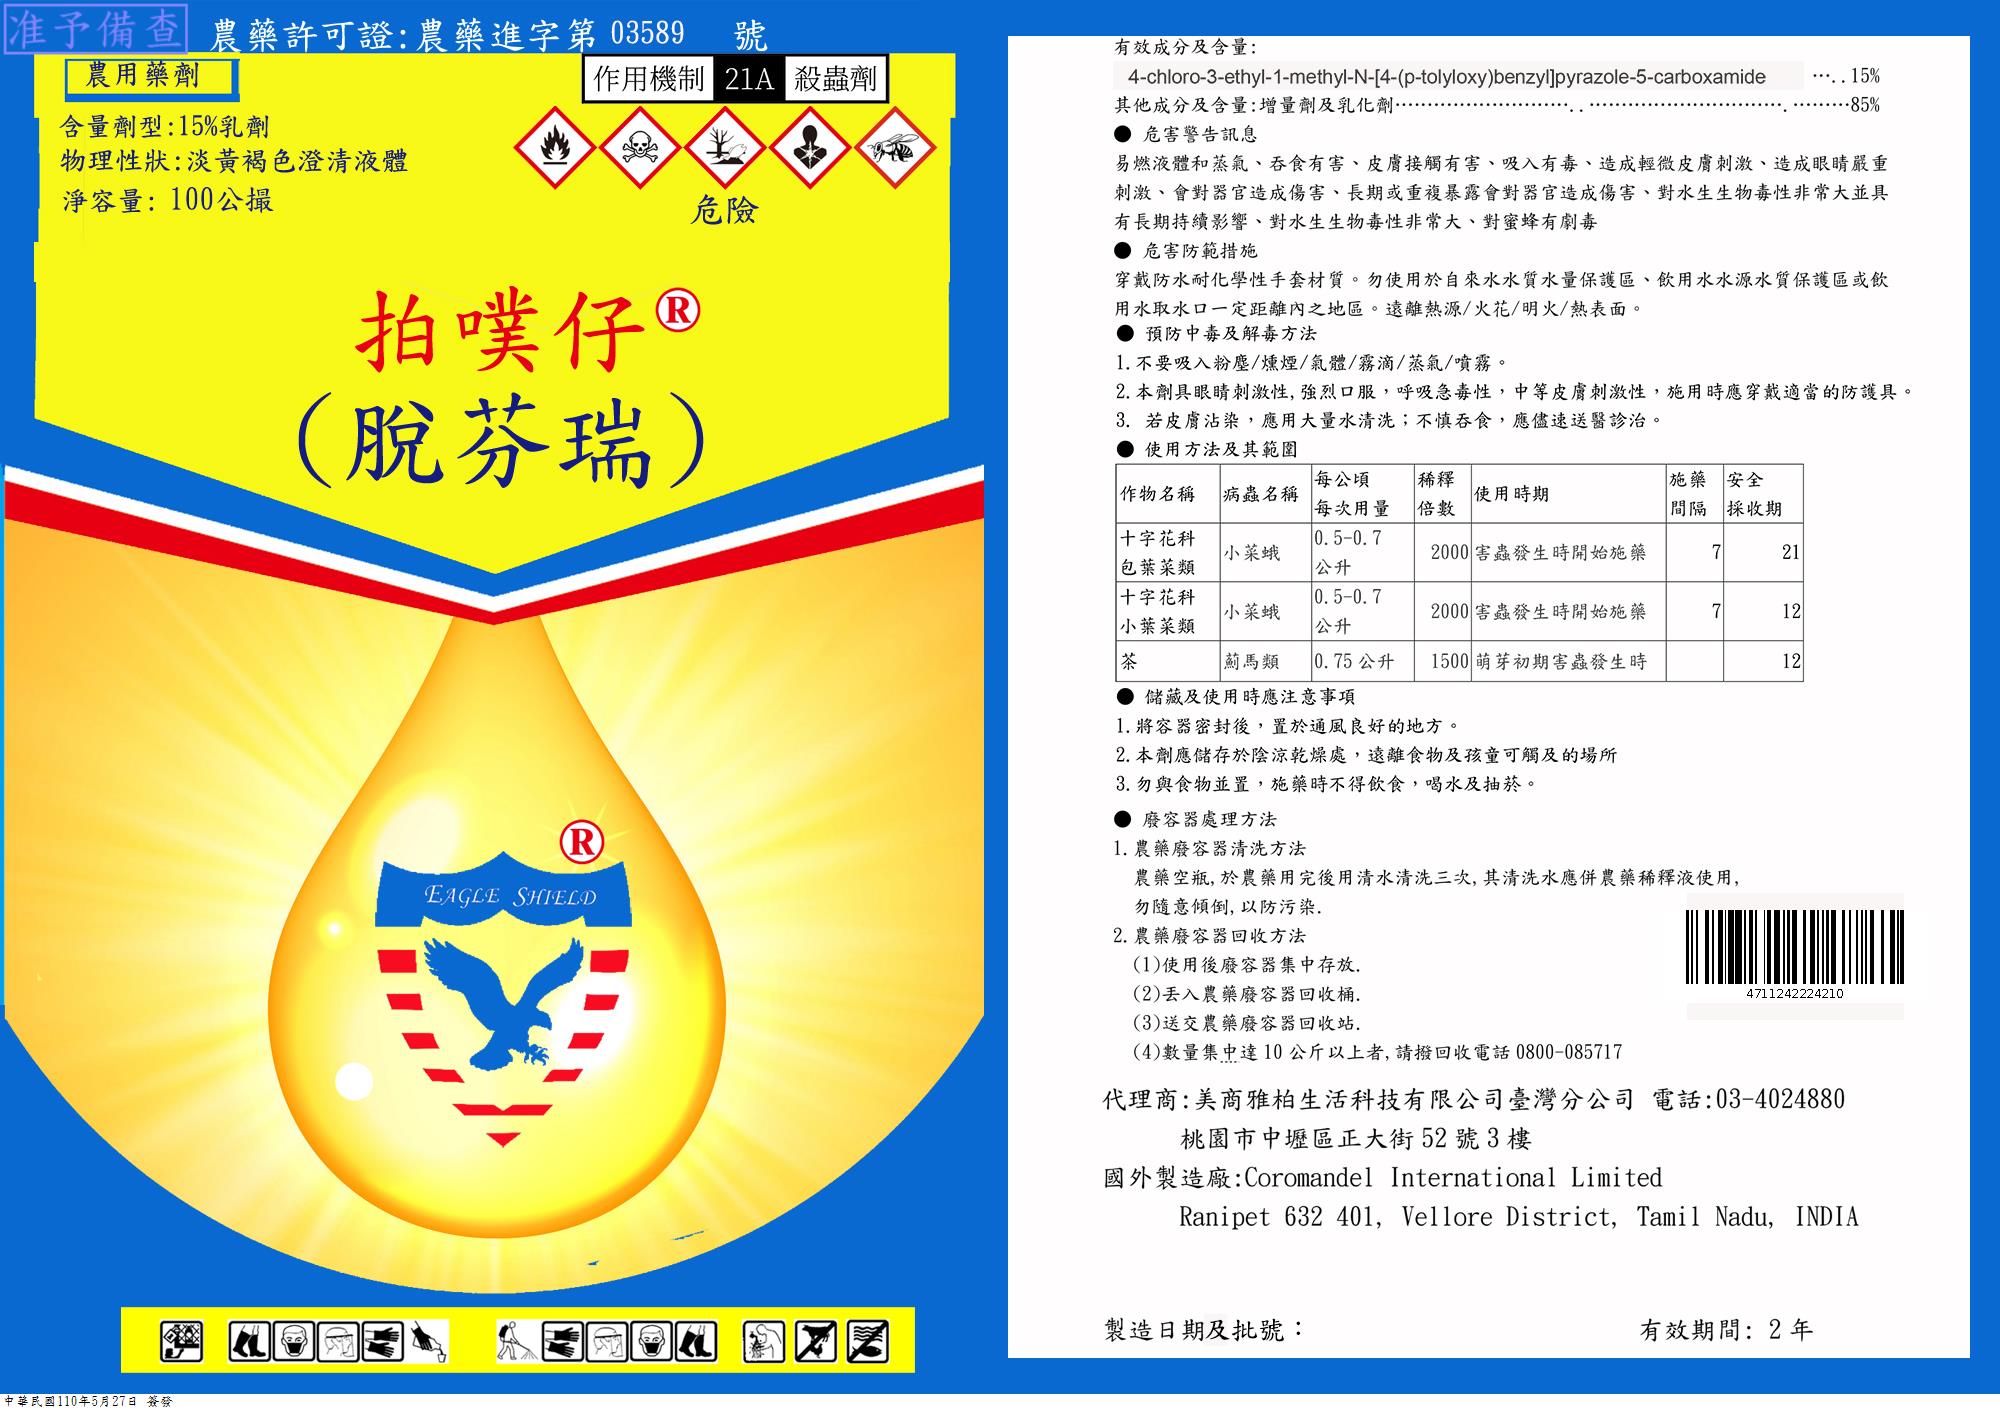 准予備查
農藥許可證:農藥進字第 03589 號
農用藥劑
作用機制 21A 殺蟲劑
含量劑型:15%乳劑
物理性狀:淡黃褐色澄清液體
淨容量: 100公撮
危險
拍噗仔®
(脫芬瑞)
®
EAGLE SHIELD
中華民國110年5月27日 簽發
有效成分及含量:
4-chloro-3-ethyl-1-methyl-N-[4-(p-tolyloxy)benzyl]pyrazole-5-carboxamide …..15%
其他成分及含量:增量劑及乳化劑………………………..………………………….………85%
● 危害警告訊息
易燃液體和蒸氣、吞食有害、皮膚接觸有害、吸入有毒、造成輕微皮膚刺激、造成眼睛嚴重
刺激、會對器官造成傷害、長期或重複暴露會對器官造成傷害、對水生生物毒性非常大並具
有長期持續影響、對水生生物毒性非常大、對蜜蜂有劇毒
● 危害防範措施
穿戴防水耐化學性手套材質。勿使用於自來水水質水量保護區、飲用水水源水質保護區或飲
用水取水口一定距離內之地區。遠離熱源/火花/明火/熱表面。
● 預防中毒及解毒方法
1.不要吸入粉塵/燻煙/氣體/霧滴/蒸氣/噴霧。
2.本劑具眼睛刺激性,強烈口服，呼吸急毒性，中等皮膚刺激性，施用時應穿戴適當的防護具。
3. 若皮膚沾染，應用大量水清洗；不慎吞食，應儘速送醫診治。
● 使用方法及其範圍
作物名稱 病蟲名稱 每公頃每次用量 稀釋倍數 使用時期 施藥間隔 安全採收期
十字花科包葉菜類 小菜蛾 0.5-0.7公升 2000 害蟲發生時開始施藥 7 21
十字花科小葉菜類 小菜蛾 0.5-0.7公升 2000 害蟲發生時開始施藥 7 12
茶 薊馬類 0.75 公升 1500 萌芽初期害蟲發生時 12
● 儲藏及使用時應注意事項
1.將容器密封後，置於通風良好的地方。
2.本劑應儲存於陰涼乾燥處，遠離食物及孩童可觸及的場所
3.勿與食物並置，施藥時不得飲食，喝水及抽菸。
● 廢容器處理方法
1.農藥廢容器清洗方法
農藥空瓶,於農藥用完後用清水清洗三次,其清洗水應併農藥稀釋液使用,
勿隨意傾倒,以防污染.
2.農藥廢容器回收方法
(1)使用後廢容器集中存放.
(2)丟入農藥廢容器回收桶.
(3)送交農藥廢容器回收站.
(4)數量集中達 10 公斤以上者,請撥回收電話 0800-085717
4711242224210
代理商:美商雅柏生活科技有限公司臺灣分公司 電話:03-4024880
桃園市中壢區正大街 52 號 3 樓
國外製造廠:Coromandel International Limited
Ranipet 632 401, Vellore District, Tamil Nadu, INDIA
製造日期及批號：
有效期間: 2 年